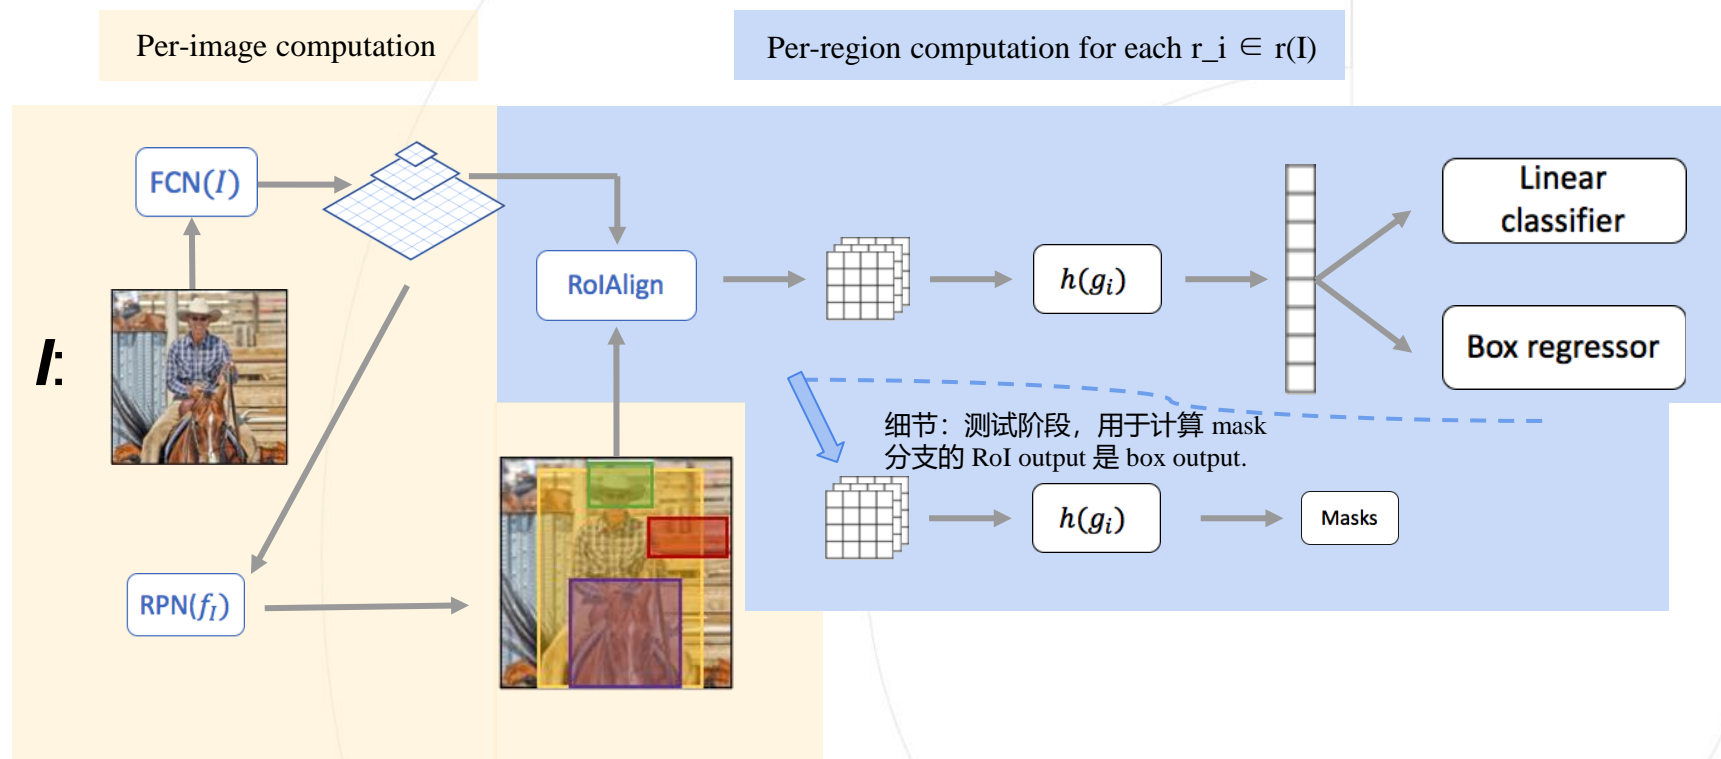 Per-image computation
Per-region computation for each r_i ∈ r(I)
FCN(I)
I:
RoIAlign
h(gᵢ)
Linear
classifier
Box regressor
细节：测试阶段，用于计算 mask
分支的 RoI output 是 box output.
RPN(f_I)
h(gᵢ)
Masks